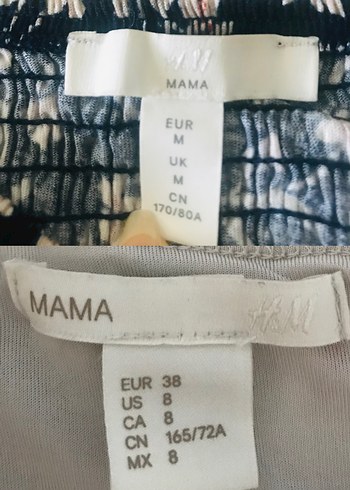 H&M
MAMA
EUR
M
UK
M
CN
170/80A
MAMA H&M
EUR 38
US 8
CA 8
CN 165/72A
MX 8